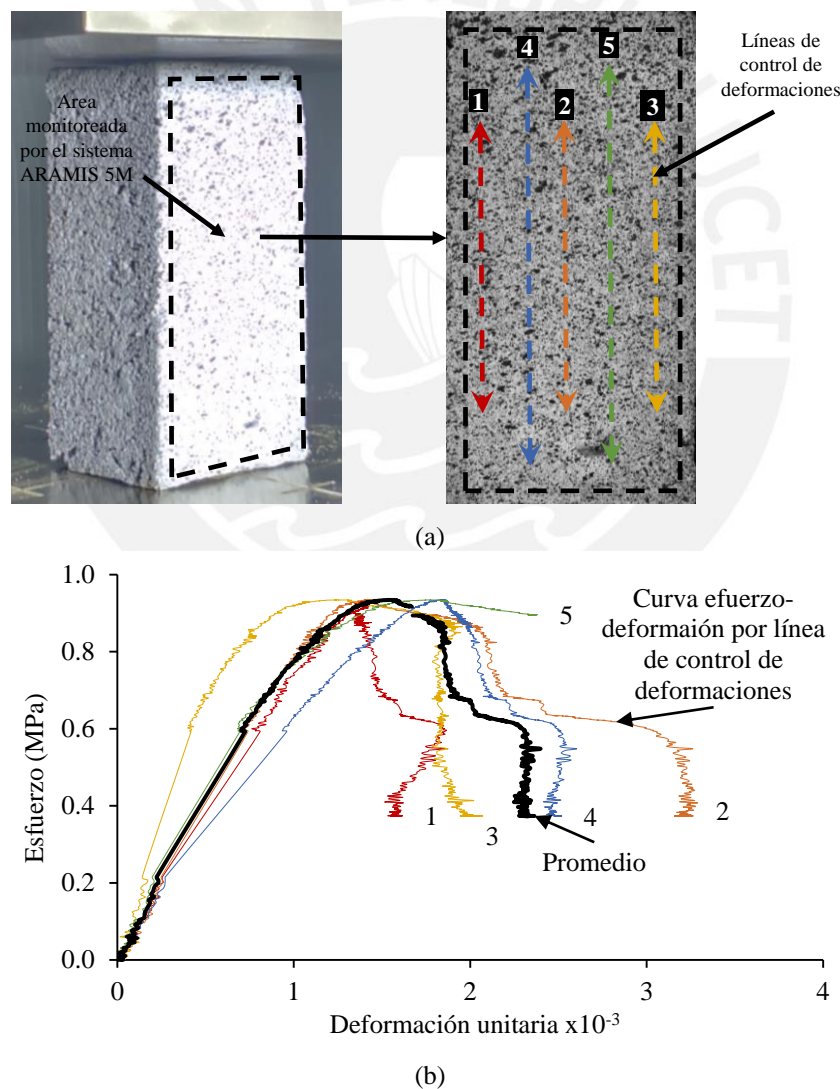 Area
monitoreada
por el sistema
ARAMIS 5M
4
5
1
2
3
Líneas de
control de
deformaciones
LUCET
(a)
1.0
0.8
0.6
0.4
0.2
0.0
Esfuerzo (MPa)
5
Curva efuerzo-
deformaión por línea
de control de
deformaciones
1
3
4
2
Promedio
0
1
2
3
4
Deformación unitaria x10-3
(b)